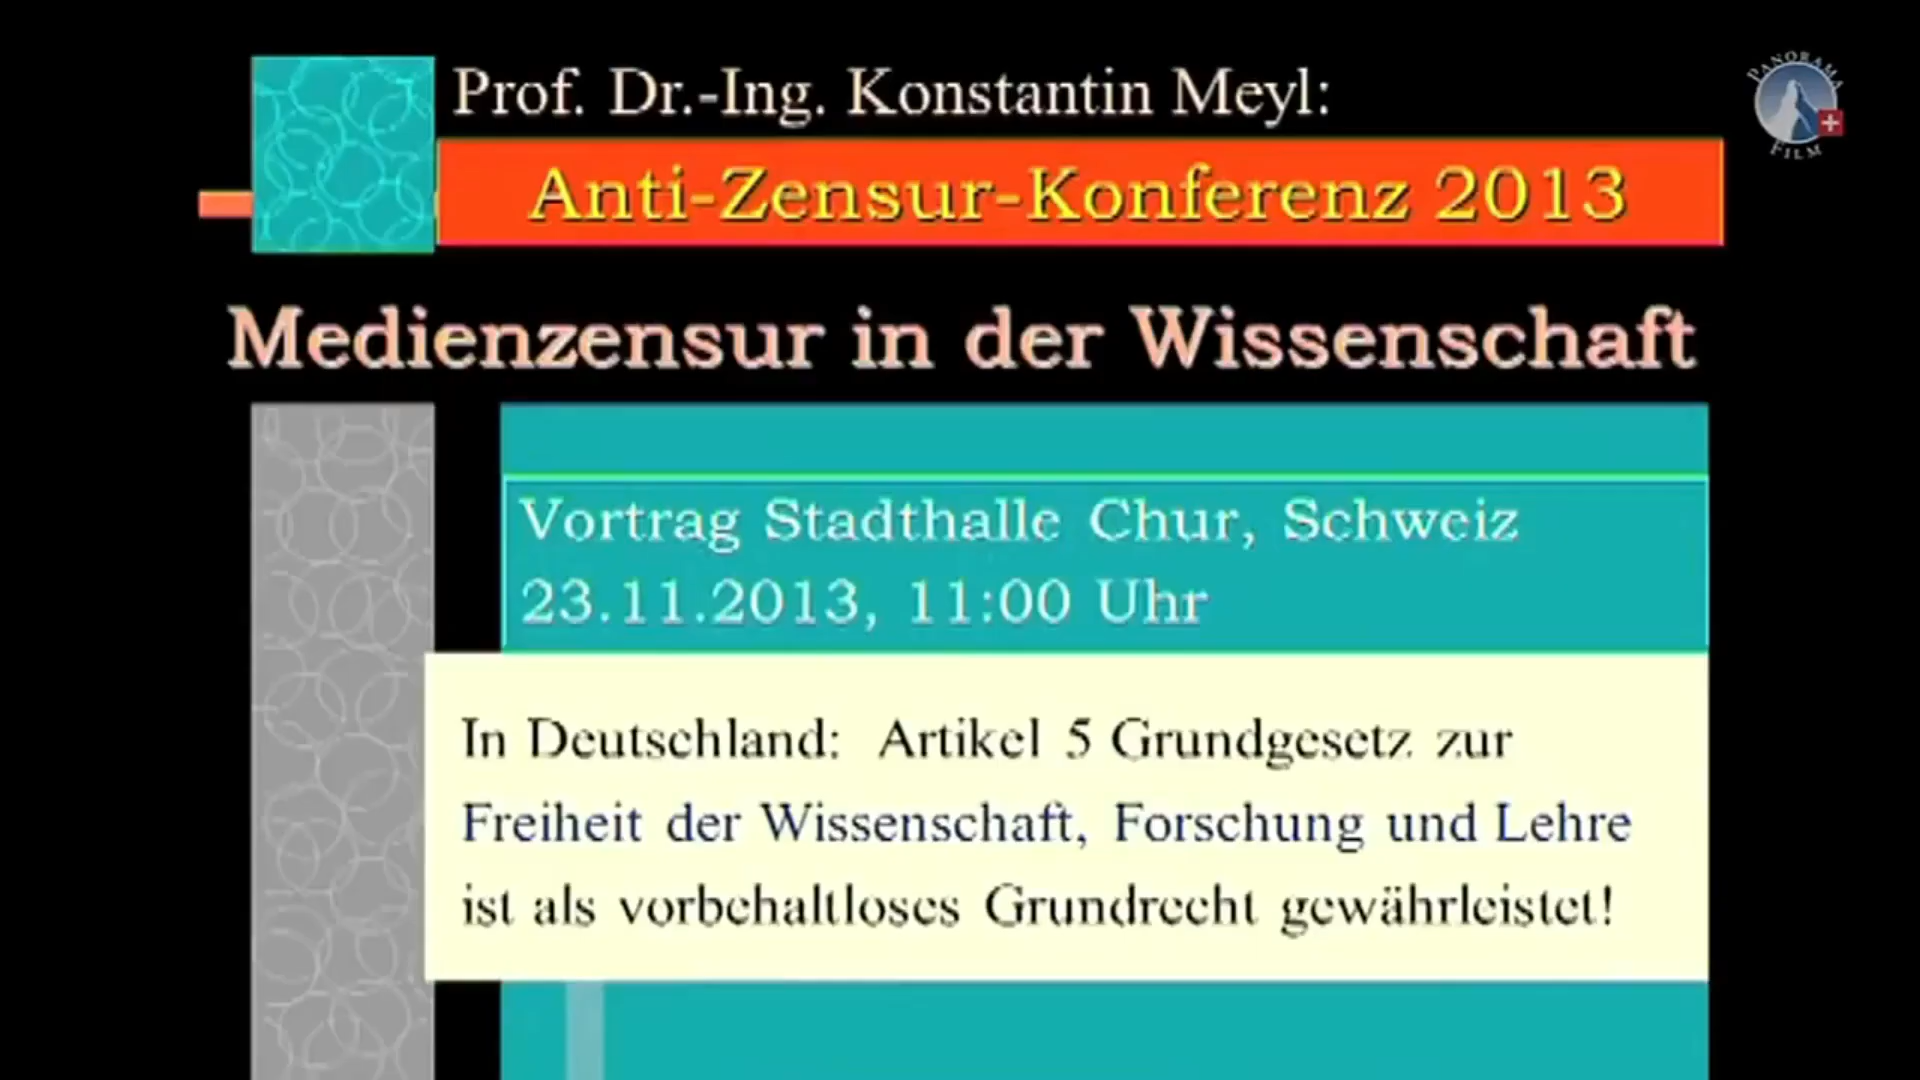 Prof. Dr.-Ing. Konstantin Meyl:
PANORAMA
FILM
Anti-Zensur-Konferenz 2013
Medienzensur in der Wissenschaft
Vortrag Stadthalle Chur, Schweiz
23.11.2013, 11:00 Uhr
In Deutschland: Artikel 5 Grundgesetz zur
Freiheit der Wissenschaft, Forschung und Lehre
ist als vorbehaltloses Grundrecht gewährleistet!